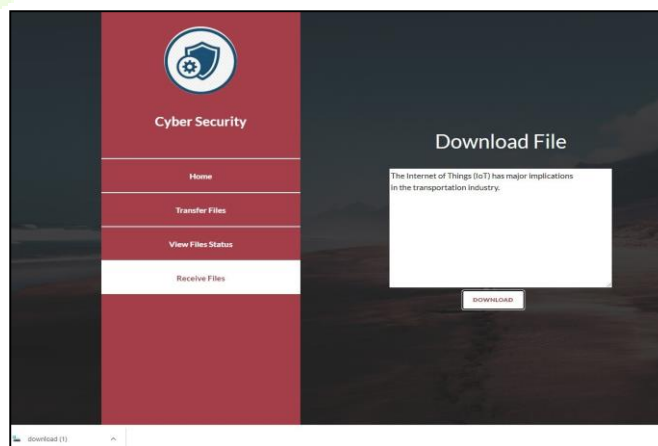 Cyber Security
Home
Transfer Files
View Files Status
Receive Files
Download File
The Internet of Things (IoT) has major implications
in the transportation industry.
DOWNLOAD
download (1)